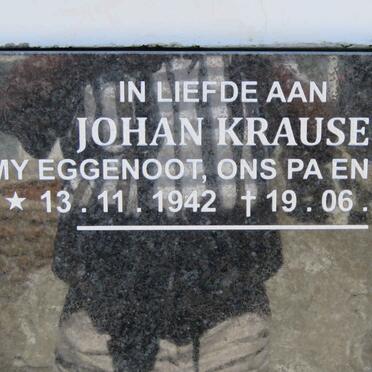 IN LIEFDE AAN
JOHAN KRAUSE
MY EGGENOOT, ONS PA EN
★ 13 . 11 . 1942 † 19 . 06 .